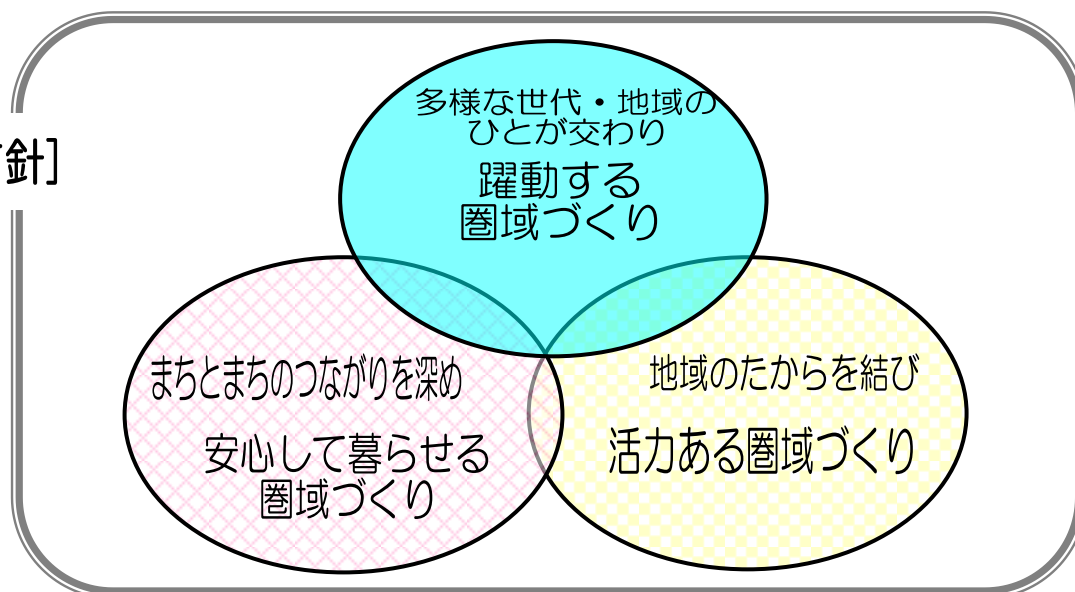 針]
多様な世代・地域の
ひとが交わり
躍動する
圏域づくり
まちとまちのつながりを深め
安心して暮らせる
圏域づくり
地域のたからを結び
活力ある圏域づくり